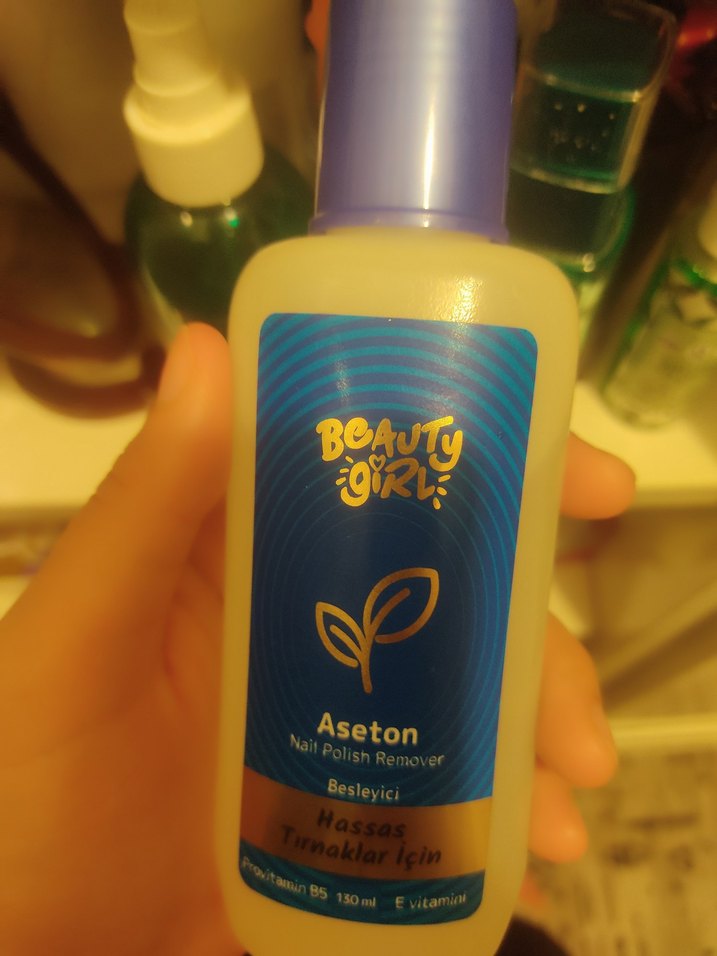 BEAUTY
GIRL
Aseton
Nail Polish Remover
Besleyici
Hassas
Tırnaklar İçin
Provitamin B5 130 ml E vitamini